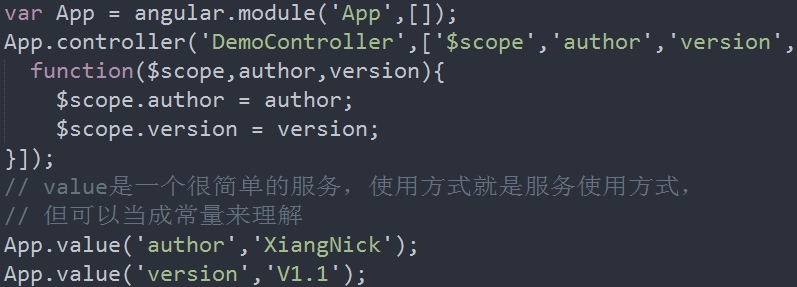 var App = angular.module('App',[]);
App.controller('DemoController',['$scope','author','version',
  function($scope,author,version){
    $scope.author = author;
    $scope.version = version;
}]);
// value是一个很简单的服务，使用方式就是服务使用方式，
// 但可以当成常量来理解
App.value('author','XiangNick');
App.value('version','V1.1');